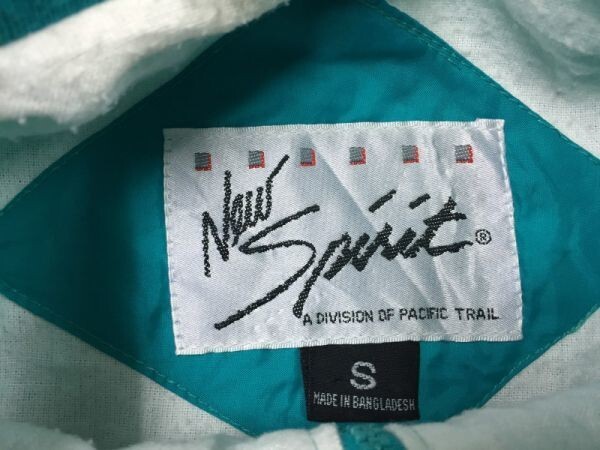 New
Spirit®
A DIVISION OF PACIFIC TRAIL
S
MADE IN BANGLADESH